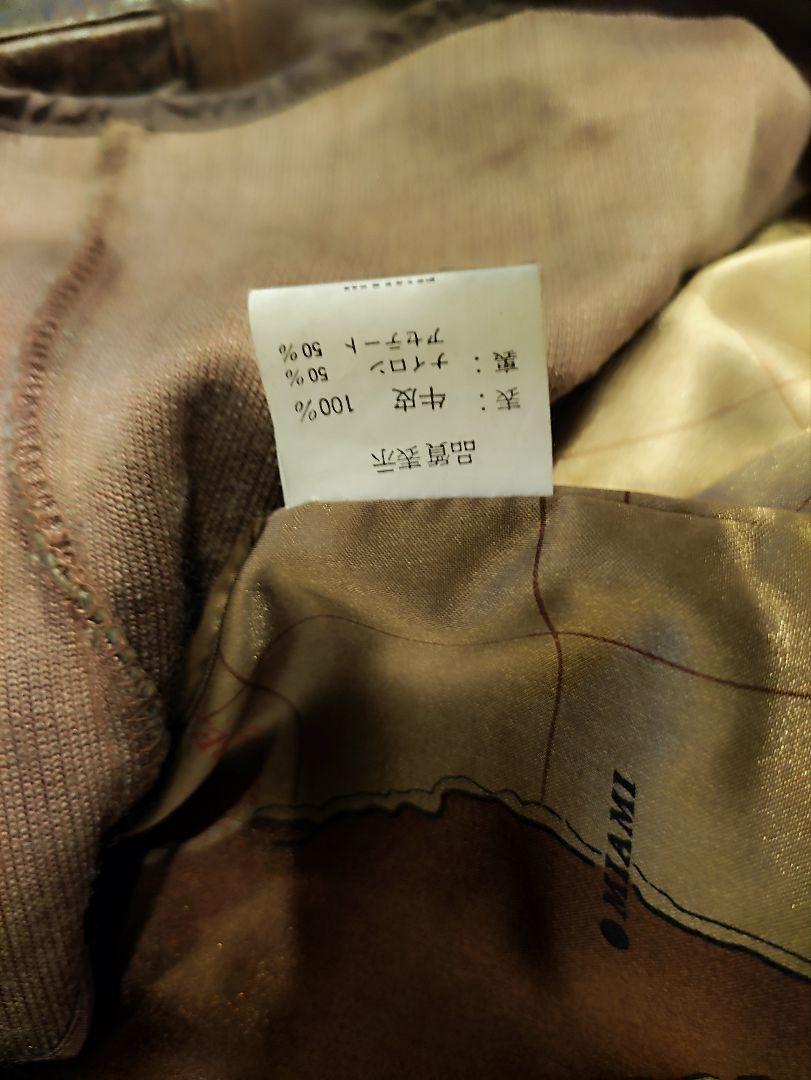 品質表示
表： 牛皮 100%
裏： ナイロン 50%
アセテート 50%
MIAMI